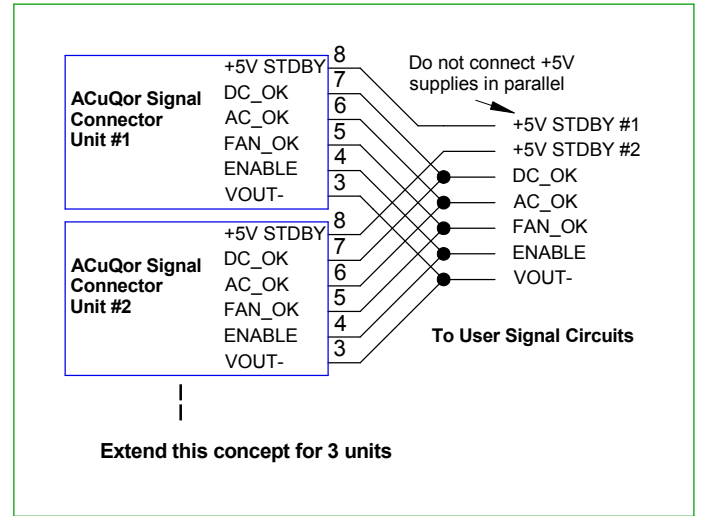 ACuQor Signal
Connector
Unit #1
+5V STDBY 8
DC_OK 7
AC_OK 6
FAN_OK 5
ENABLE 4
VOUT- 3
ACuQor Signal
Connector
Unit #2
+5V STDBY 8
DC_OK 7
AC_OK 6
FAN_OK 5
ENABLE 4
VOUT- 3
Do not connect +5V
supplies in parallel
+5V STDBY #1
+5V STDBY #2
DC_OK
AC_OK
FAN_OK
ENABLE
VOUT-
To User Signal Circuits
Extend this concept for 3 units